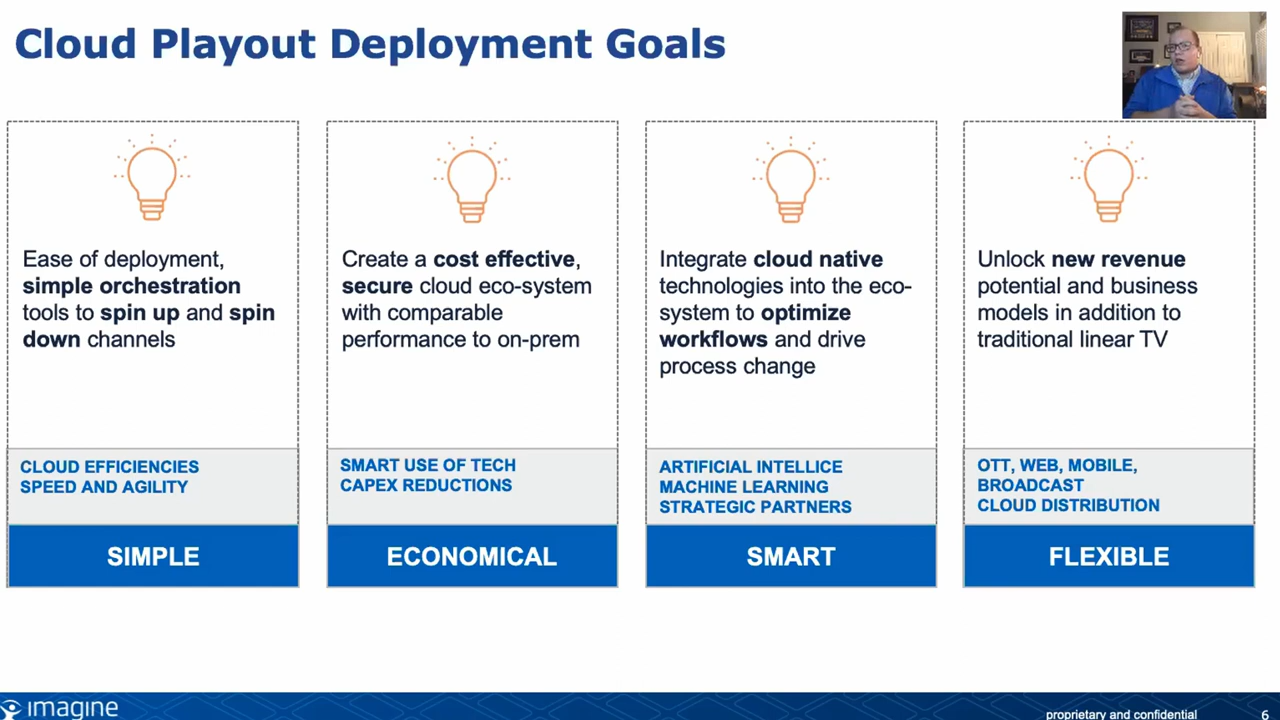 Cloud Playout Deployment Goals
Ease of deployment,
simple orchestration
tools to spin up and spin
down channels
CLOUD EFFICIENCIES
SPEED AND AGILITY
SIMPLE
Create a cost effective,
secure cloud eco-system
with comparable
performance to on-prem
SMART USE OF TECH
CAPEX REDUCTIONS
ECONOMICAL
Integrate cloud native
technologies into the eco-
system to optimize
workflows and drive
process change
ARTIFICIAL INTELLICE
MACHINE LEARNING
STRATEGIC PARTNERS
SMART
Unlock new revenue
potential and business
models in addition to
traditional linear TV
OTT, WEB, MOBILE,
BROADCAST
CLOUD DISTRIBUTION
FLEXIBLE
imagine
proprietary and confidential
6